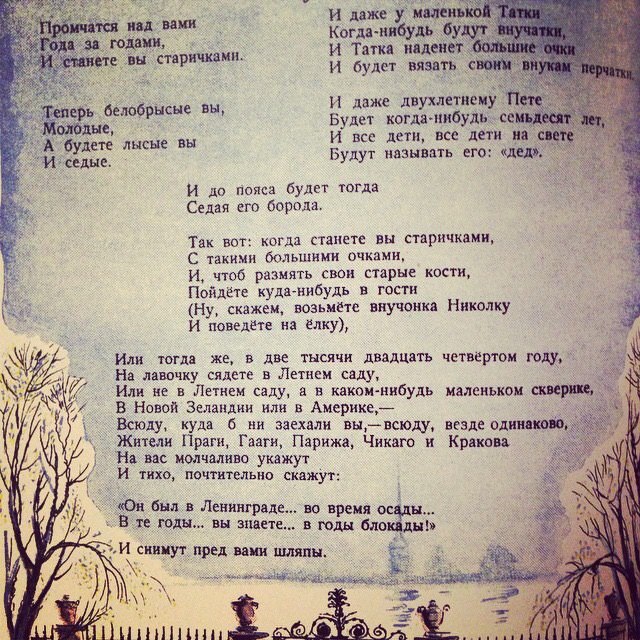 Промчатся над вами
Года за годами,
И станете вы старичками.
Теперь белобрысые вы,
Молодые,
А будете лысые вы
И седые.
И даже у маленькой Татки
Когда-нибудь будут внучатки,
И Татка наденет большие очки
И будет вязать своим внукам перчатки
И даже двухлетнему Пете
Будет когда-нибудь семьдесят лет,
И все дети, все дети на свете
Будут называть его: «дед».
И до пояса будет тогда
Седая его борода.
Так вот: когда станете вы старичками,
С такими большими очками,
И, чтоб размять свои старые кости,
Пойдёте куда-нибудь в гости
(Ну, скажем, возьмёте внучонка Николку
И поведёте на ёлку),
Или тогда же, в две тысячи двадцать четвёртом году,
На лавочку сядете в Летнем саду,
Или не в Летнем саду, а в каком-нибудь маленьком скверике,
В Новой Зеландии или в Америке,—
Всюду, куда б ни заехали вы,— всюду, везде одинаково,
Жители Праги, Гааги, Парижа, Чикаго и Кракова
На вас молчаливо укажут
И тихо, почтительно скажут:
«Он был в Ленинграде... во время осады...
В те годы... вы знаете... в годы блокады!»
И снимут пред вами шляпы.